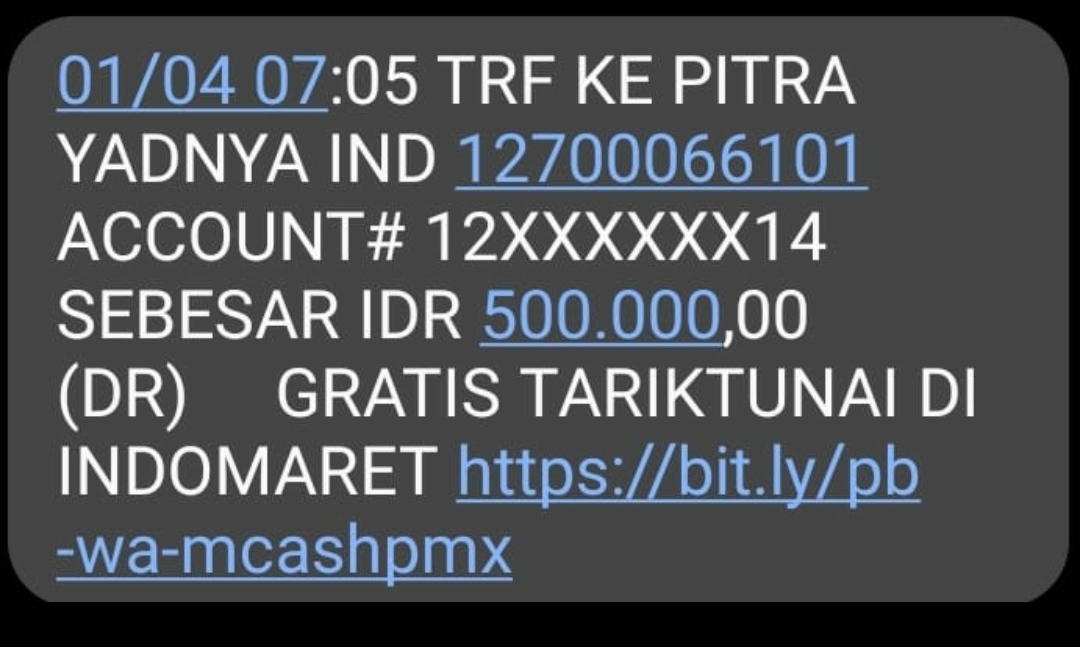 01/04 07:05 TRF KE PITRA
YADNYA IND 12700066101
ACCOUNT# 12XXXXXX14
SEBESAR IDR 500.000,00
(DR)     GRATIS TARIKTUNAI DI
INDOMARET https://bit.ly/pb
-wa-mcashpmx